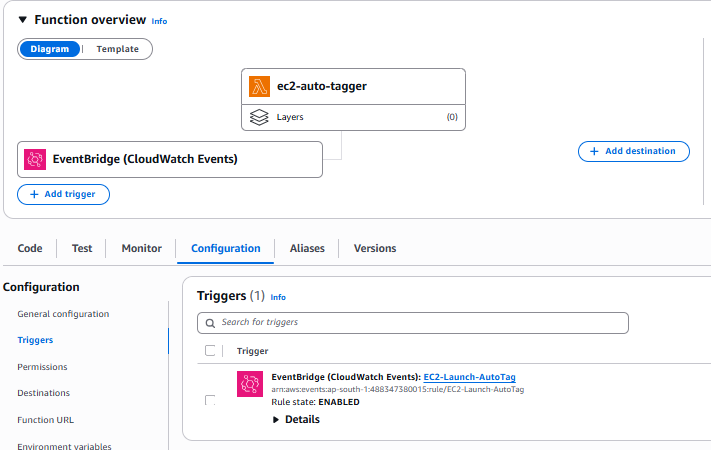 Function overview Info
Diagram Template
ec2-auto-tagger
Layers (0)
EventBridge (CloudWatch Events)
+ Add destination
+ Add trigger
Code Test Monitor Configuration Aliases Versions
Configuration
General configuration
Triggers
Permissions
Destinations
Function URL
Environment variables
Triggers (1) Info
Search for triggers
Trigger
EventBridge (CloudWatch Events): EC2-Launch-AutoTag
arn:aws:events:ap-south-1:488347380015:rule/EC2-Launch-AutoTag
Rule state: ENABLED
Details